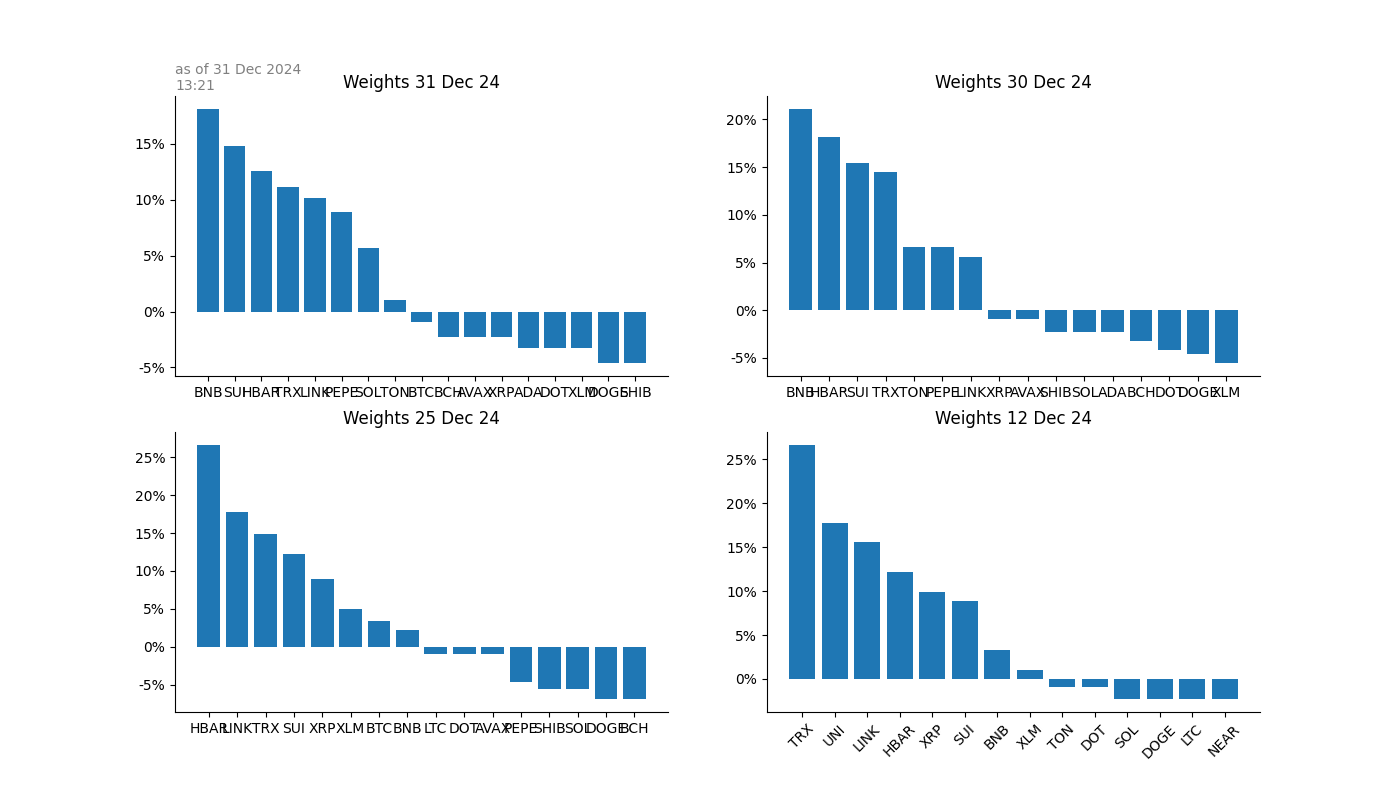 as of 31 Dec 2024
13:21
Weights 31 Dec 24
15%
10%
5%
0%
-5%
BNB SUI HBAR TRX LINK PEPE SOL TON BTC BCH AVAX XRP ADA DOT XLM DOGE SHIB
Weights 30 Dec 24
20%
15%
10%
5%
0%
-5%
BNB HBAR SUI TRX TON PEPE LINK XRP AVAX SHIB SOL ADA BCH DOT DOGE XLM
Weights 25 Dec 24
25%
20%
15%
10%
5%
0%
-5%
HBAR LINK TRX SUI XRP XLM BTC BNB LTC DOT AVAX PEPE SHIB SOL DOGE BCH
Weights 12 Dec 24
25%
20%
15%
10%
5%
0%
TRX UNI LINK HBAR XRP SUI BNB XLM TON DOT SOL DOGE LTC NEAR